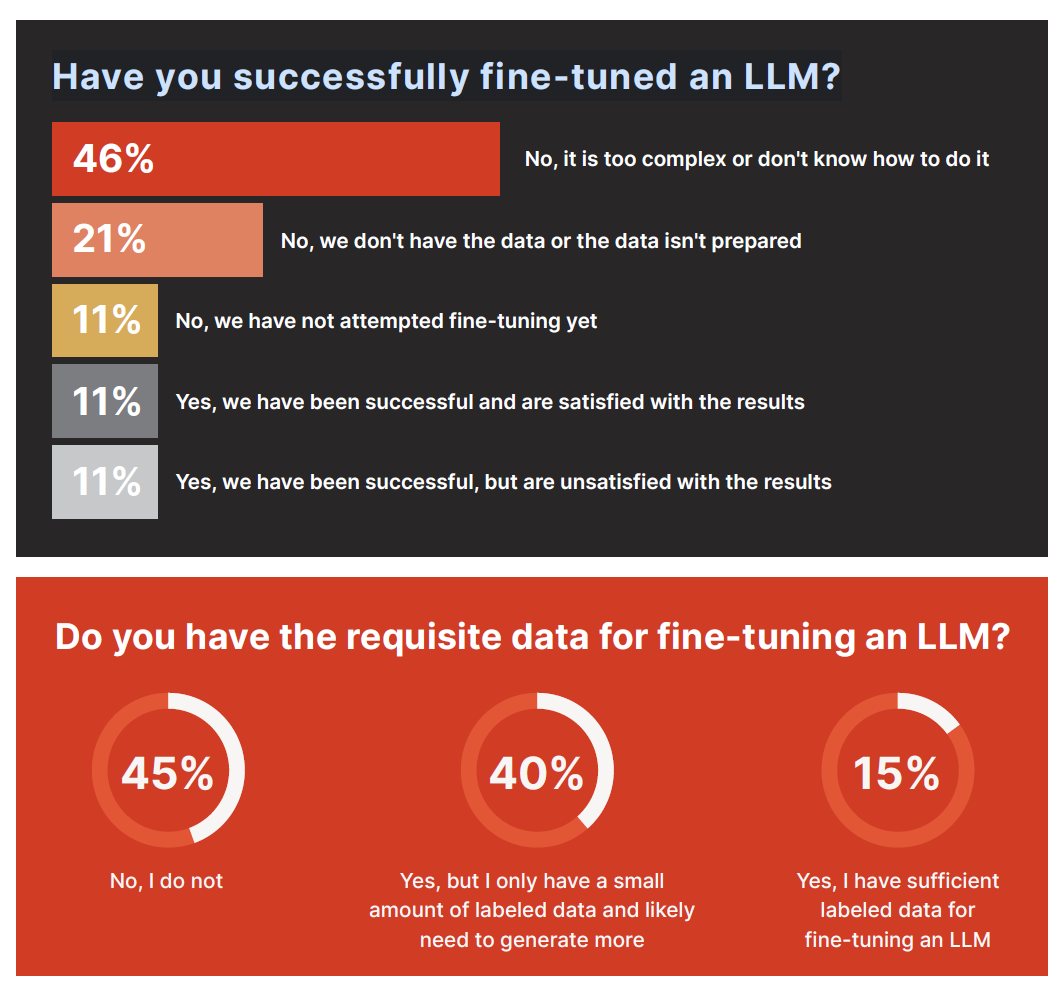 Have you successfully fine-tuned an LLM?
46%
No, it is too complex or don't know how to do it
21%
No, we don't have the data or the data isn't prepared
11%
No, we have not attempted fine-tuning yet
11%
Yes, we have been successful and are satisfied with the results
11%
Yes, we have been successful, but are unsatisfied with the results
Do you have the requisite data for fine-tuning an LLM?
45%
No, I do not
40%
Yes, but I only have a small
amount of labeled data and likely
need to generate more
15%
Yes, I have sufficient
labeled data for
fine-tuning an LLM